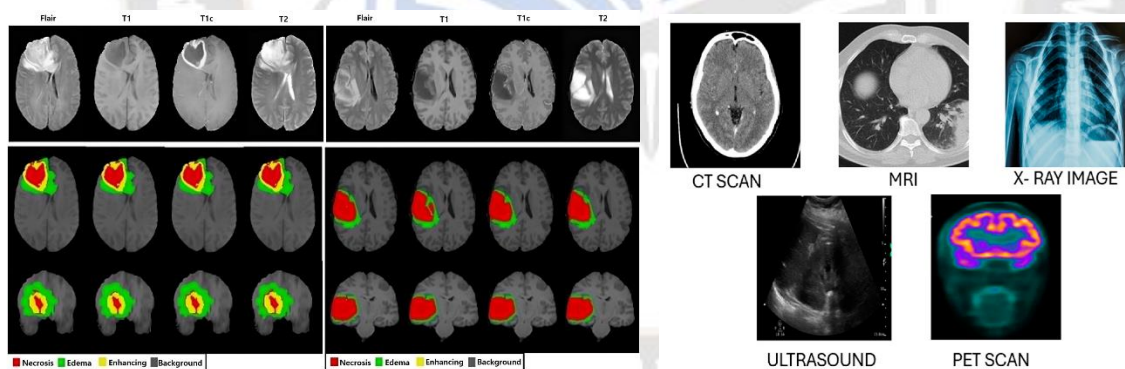 Flair T1 T1c T2 Flair T1 T1c T2
Necrosis Edema Enhancing Background Necrosis Edema Enhancing Background
CT SCAN MRI X- RAY IMAGE
ULTRASOUND PET SCAN